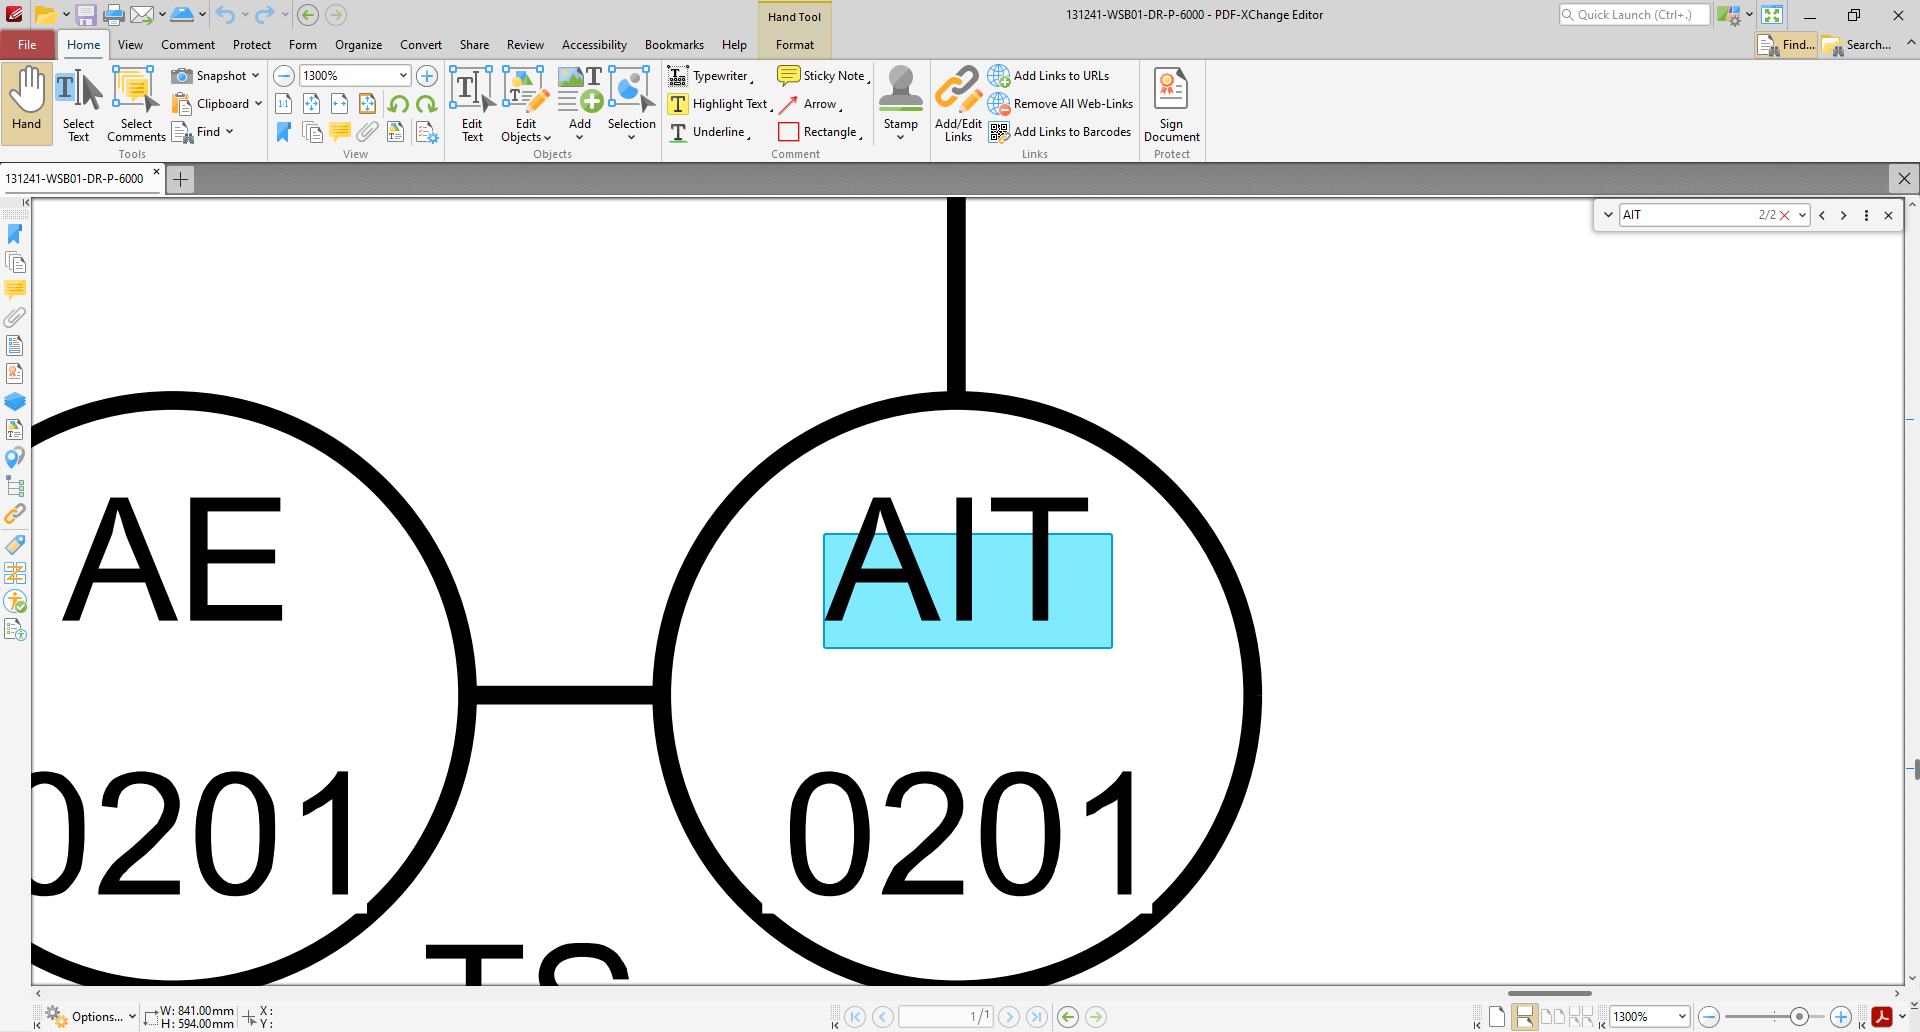 131241-WSB01-DR-P-6000 - PDF-XChange Editor
Hand Tool
Quick Launch (Ctrl+.)
File
Home
View
Comment
Protect
Form
Organize
Convert
Share
Review
Accessibility
Bookmarks
Help
Format
Find...
Search...
Hand
Select Text
Select Comments
Snapshot
Clipboard
Find
Tools
1300%
1:1
View
Edit Text
Edit Objects
Add
Selection
Objects
Typewriter
Highlight Text
Underline
Sticky Note
Arrow
Rectangle
Stamp
Comment
Add/Edit Links
Add Links to URLs
Remove All Web-Links
Add Links to Barcodes
Links
Sign Document
Protect
131241-WSB01-DR-P-6000
AIT
2/2
AE
0201
AIT
0201
TS
Options...
W: 841.00mm
H: 594.00mm
X:
Y:
1/1
1300%